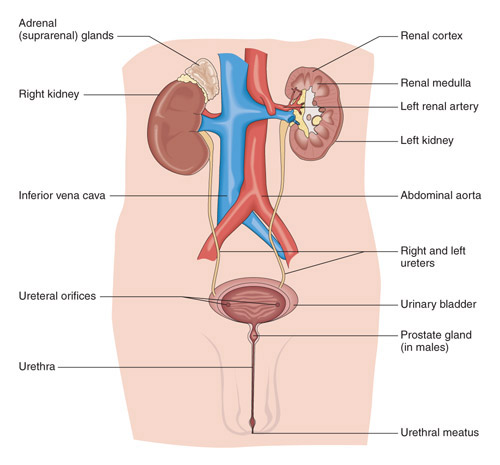 Adrenal
(suprarenal) glands
Right kidney
Inferior vena cava
Ureteral orifices
Urethra
Renal cortex
Renal medulla
Left renal artery
Left kidney
Abdominal aorta
Right and left
ureters
Urinary bladder
Prostate gland
(in males)
Urethral meatus